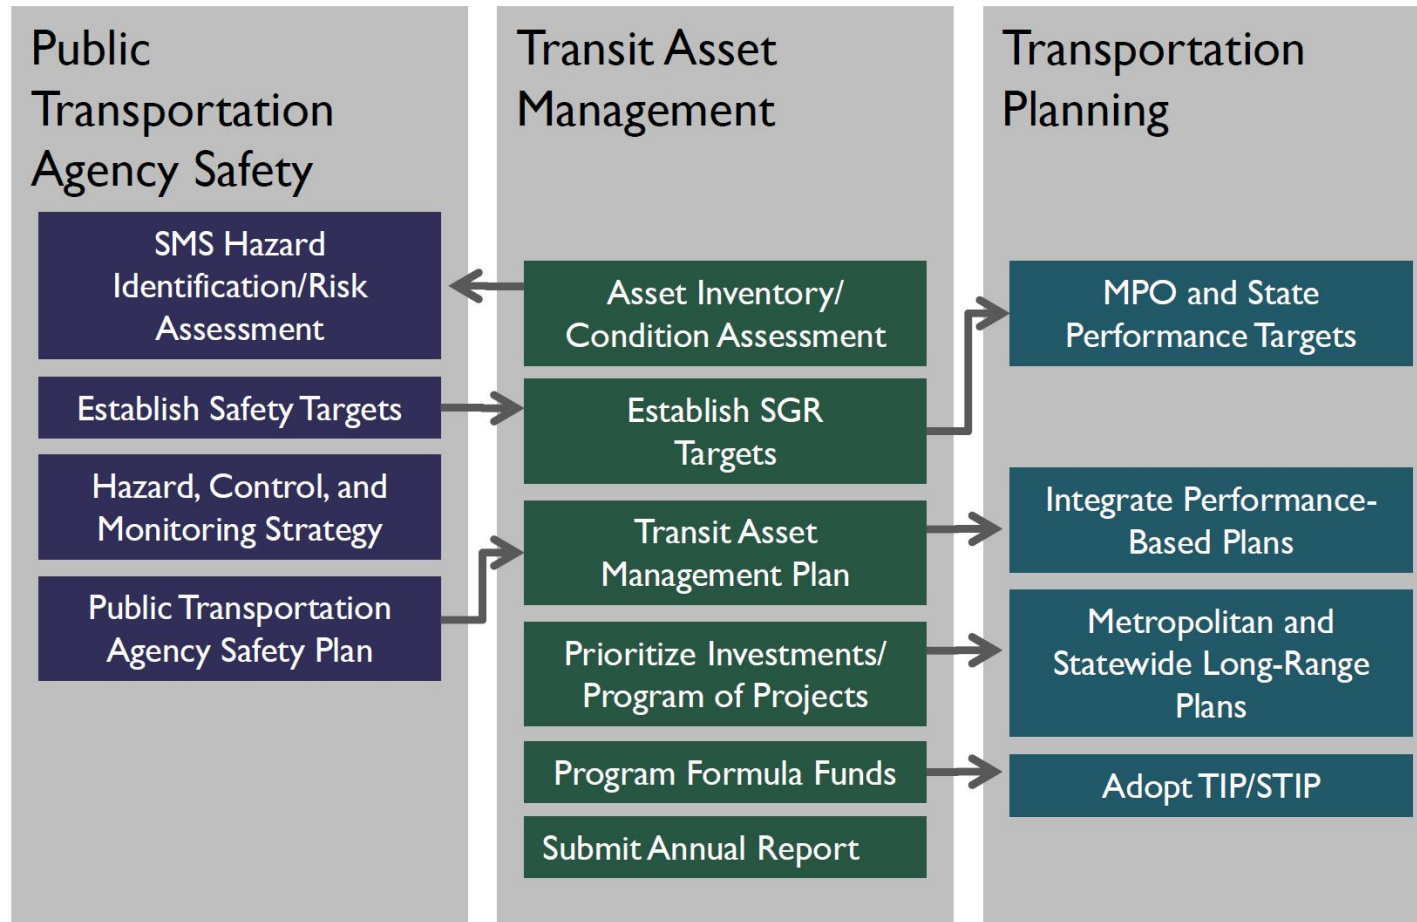 Public
Transportation
Agency Safety
SMS Hazard
Identification/Risk
Assessment
Establish Safety Targets
Hazard, Control, and
Monitoring Strategy
Public Transportation
Agency Safety Plan
Transit Asset
Management
Asset Inventory/
Condition Assessment
Establish SGR
Targets
Transit Asset
Management Plan
Prioritize Investments/
Program of Projects
Program Formula Funds
Submit Annual Report
Transportation
Planning
MPO and State
Performance Targets
Integrate Performance-
Based Plans
Metropolitan and
Statewide Long-Range
Plans
Adopt TIP/STIP